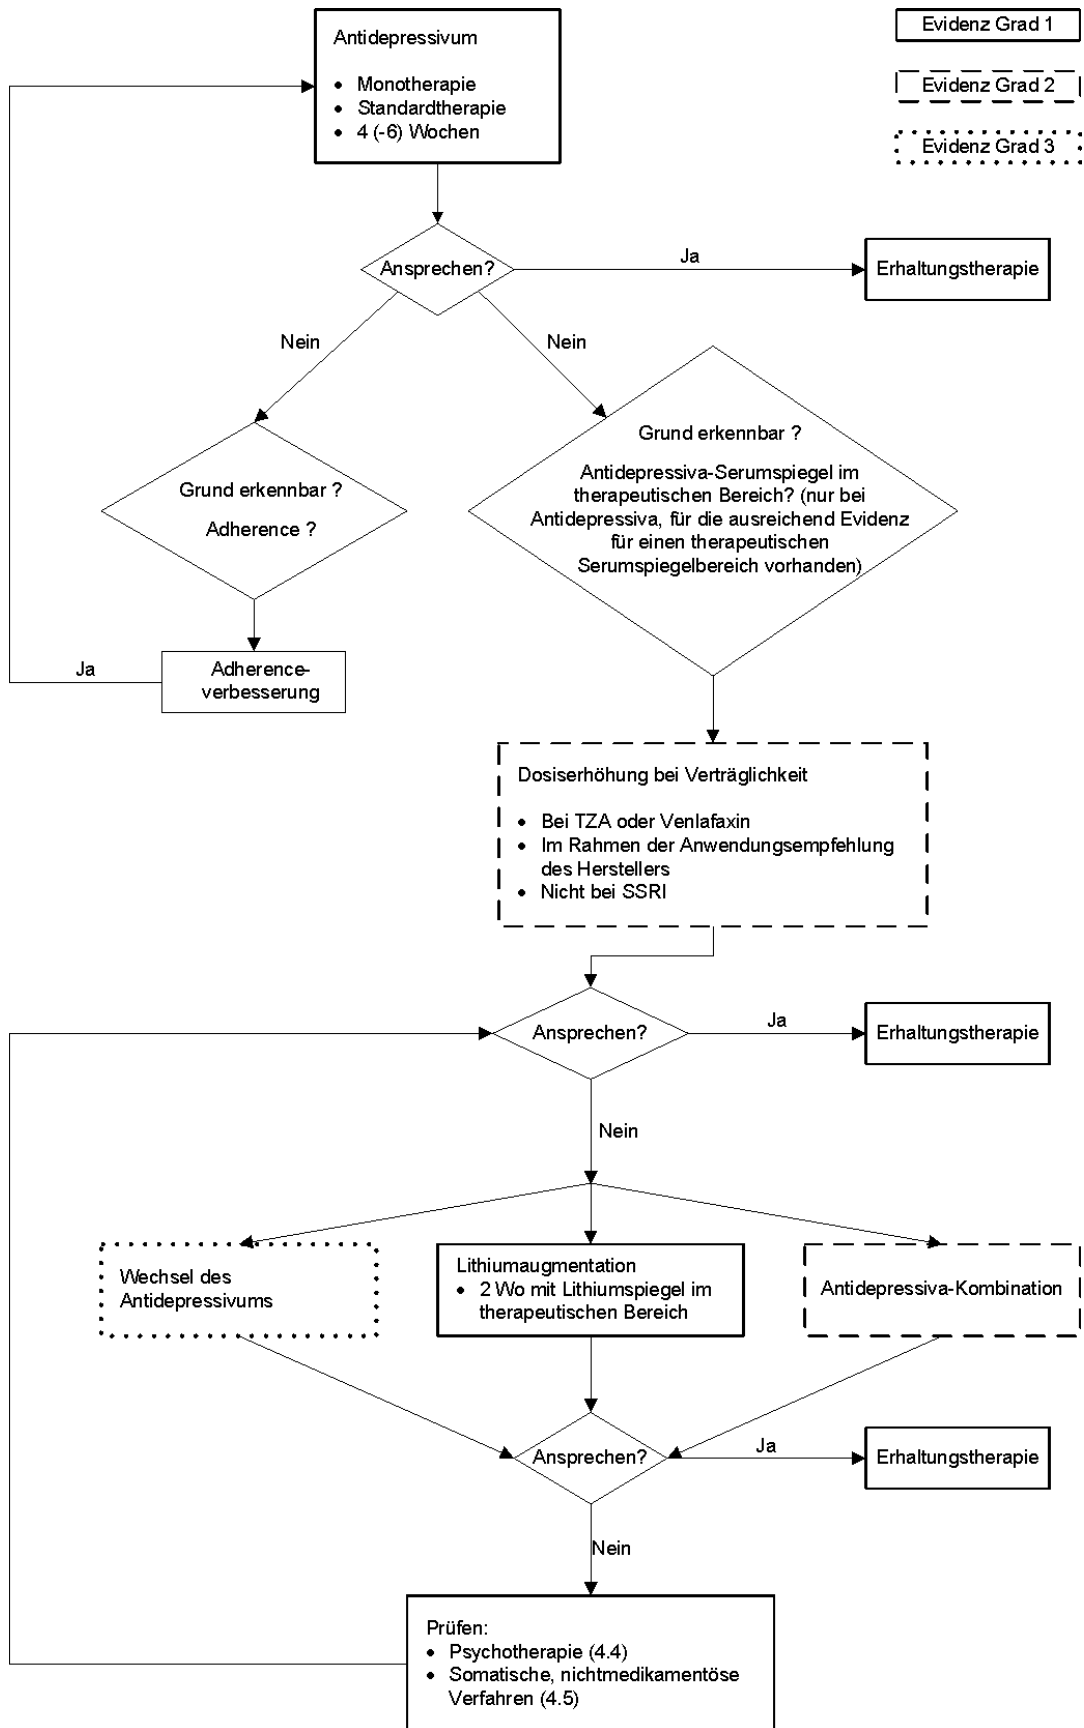 Antidepressivum
• Monotherapie
• Standardtherapie
• 4 (-6) Wochen
Evidenz Grad 1
Evidenz Grad 2
Evidenz Grad 3
Ansprechen?
Ja
Erhaltungstherapie
Nein
Nein
Grund erkennbar ?
Adherence ?
Grund erkennbar ?
Antidepressiva-Serumspiegel im
therapeutischen Bereich? (nur bei
Antidepressiva, für die ausreichend Evidenz
für einen therapeutischen
Serumspiegelbereich vorhanden)
Ja
Adherence-
verbesserung
Dosiserhöhung bei Verträglichkeit
• Bei TZA oder Venlafaxin
• Im Rahmen der Anwendungsempfehlung
des Herstellers
• Nicht bei SSRI
Ansprechen?
Ja
Erhaltungstherapie
Nein
Wechsel des
Antidepressivums
Lithiumaugmentation
• 2 Wo mit Lithiumspiegel im
therapeutischen Bereich
Antidepressiva-Kombination
Ansprechen?
Ja
Erhaltungstherapie
Nein
Prüfen:
• Psychotherapie (4.4)
• Somatische, nichtmedikamentöse
Verfahren (4.5)